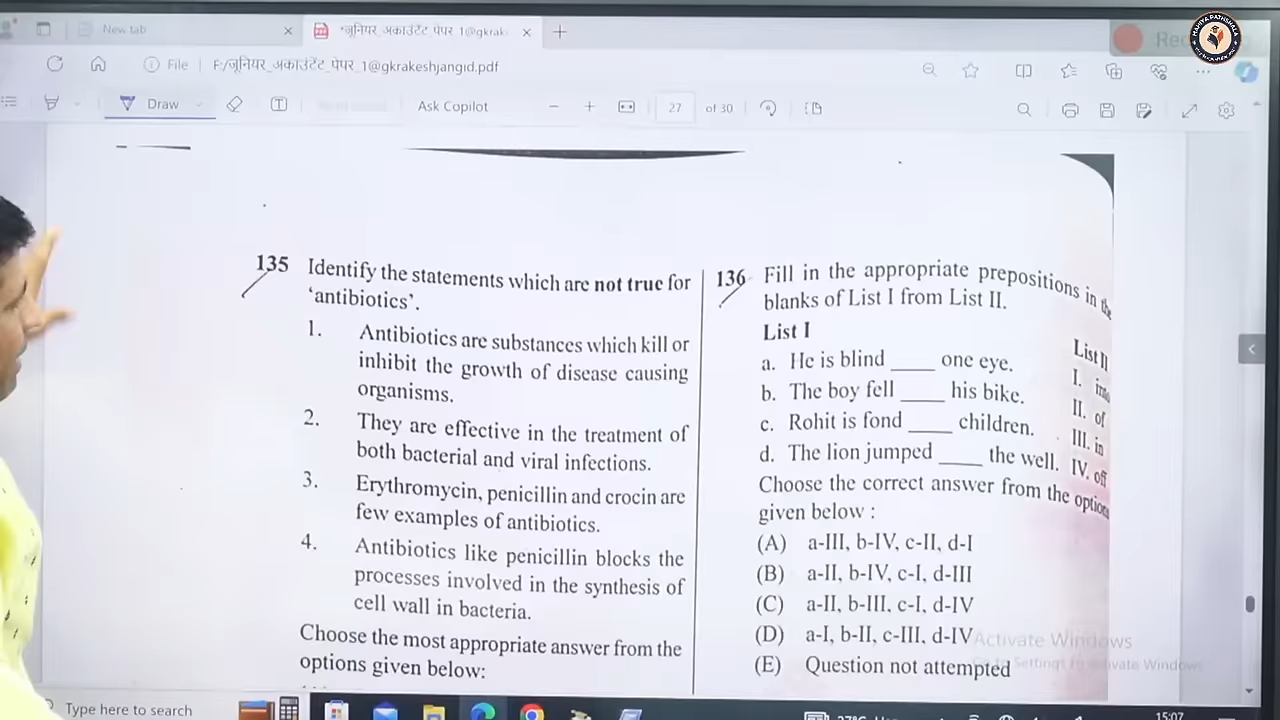 New tab
*जूनियर_अकाउंटेंट पेपर 1@gkrak
MAHIYA PATHSHALA
File | F:/जूनियर_अकाउंटेंट_पेपर_1@gkrakeshjangid.pdf
Draw
Ask Copilot
27 of 30
135 Identify the statements which are not true for
‘antibiotics’.
1. Antibiotics are substances which kill or
inhibit the growth of disease causing
organisms.
2. They are effective in the treatment of
both bacterial and viral infections.
3. Erythromycin, penicillin and crocin are
few examples of antibiotics.
4. Antibiotics like penicillin blocks the
processes involved in the synthesis of
cell wall in bacteria.
Choose the most appropriate answer from the
options given below:
136 Fill in the appropriate prepositions in the
blanks of List I from List II.
List I List II
a. He is blind ____ one eye. I. into
b. The boy fell ____ his bike. II. of
c. Rohit is fond ____ children. III. in
d. The lion jumped ____ the well. IV. off
Choose the correct answer from the options
given below :
(A) a-III, b-IV, c-II, d-I
(B) a-II, b-IV, c-I, d-III
(C) a-II, b-III, c-I, d-IV
(D) a-I, b-II, c-III, d-IV
(E) Question not attempted
Activate Windows
Type here to search
15:07